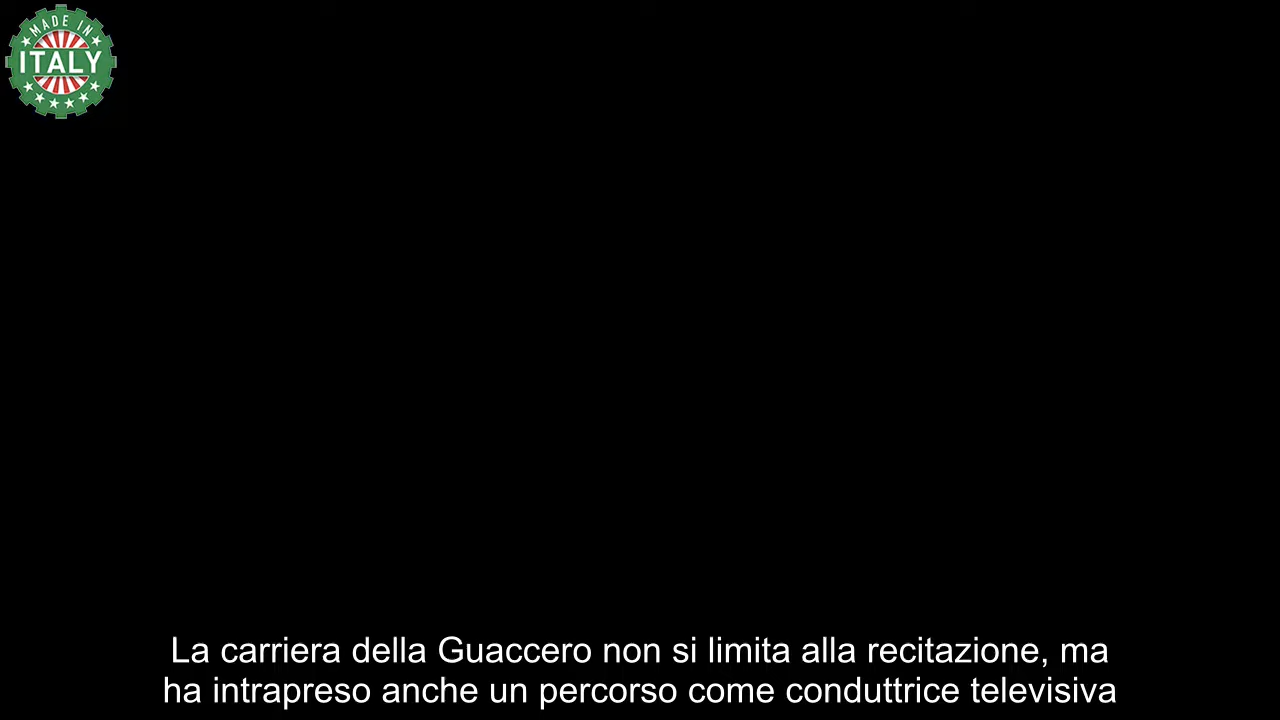 MADE IN
ITALY
La carriera della Guaccero non si limita alla recitazione, ma
ha intrapreso anche un percorso come conduttrice televisiva